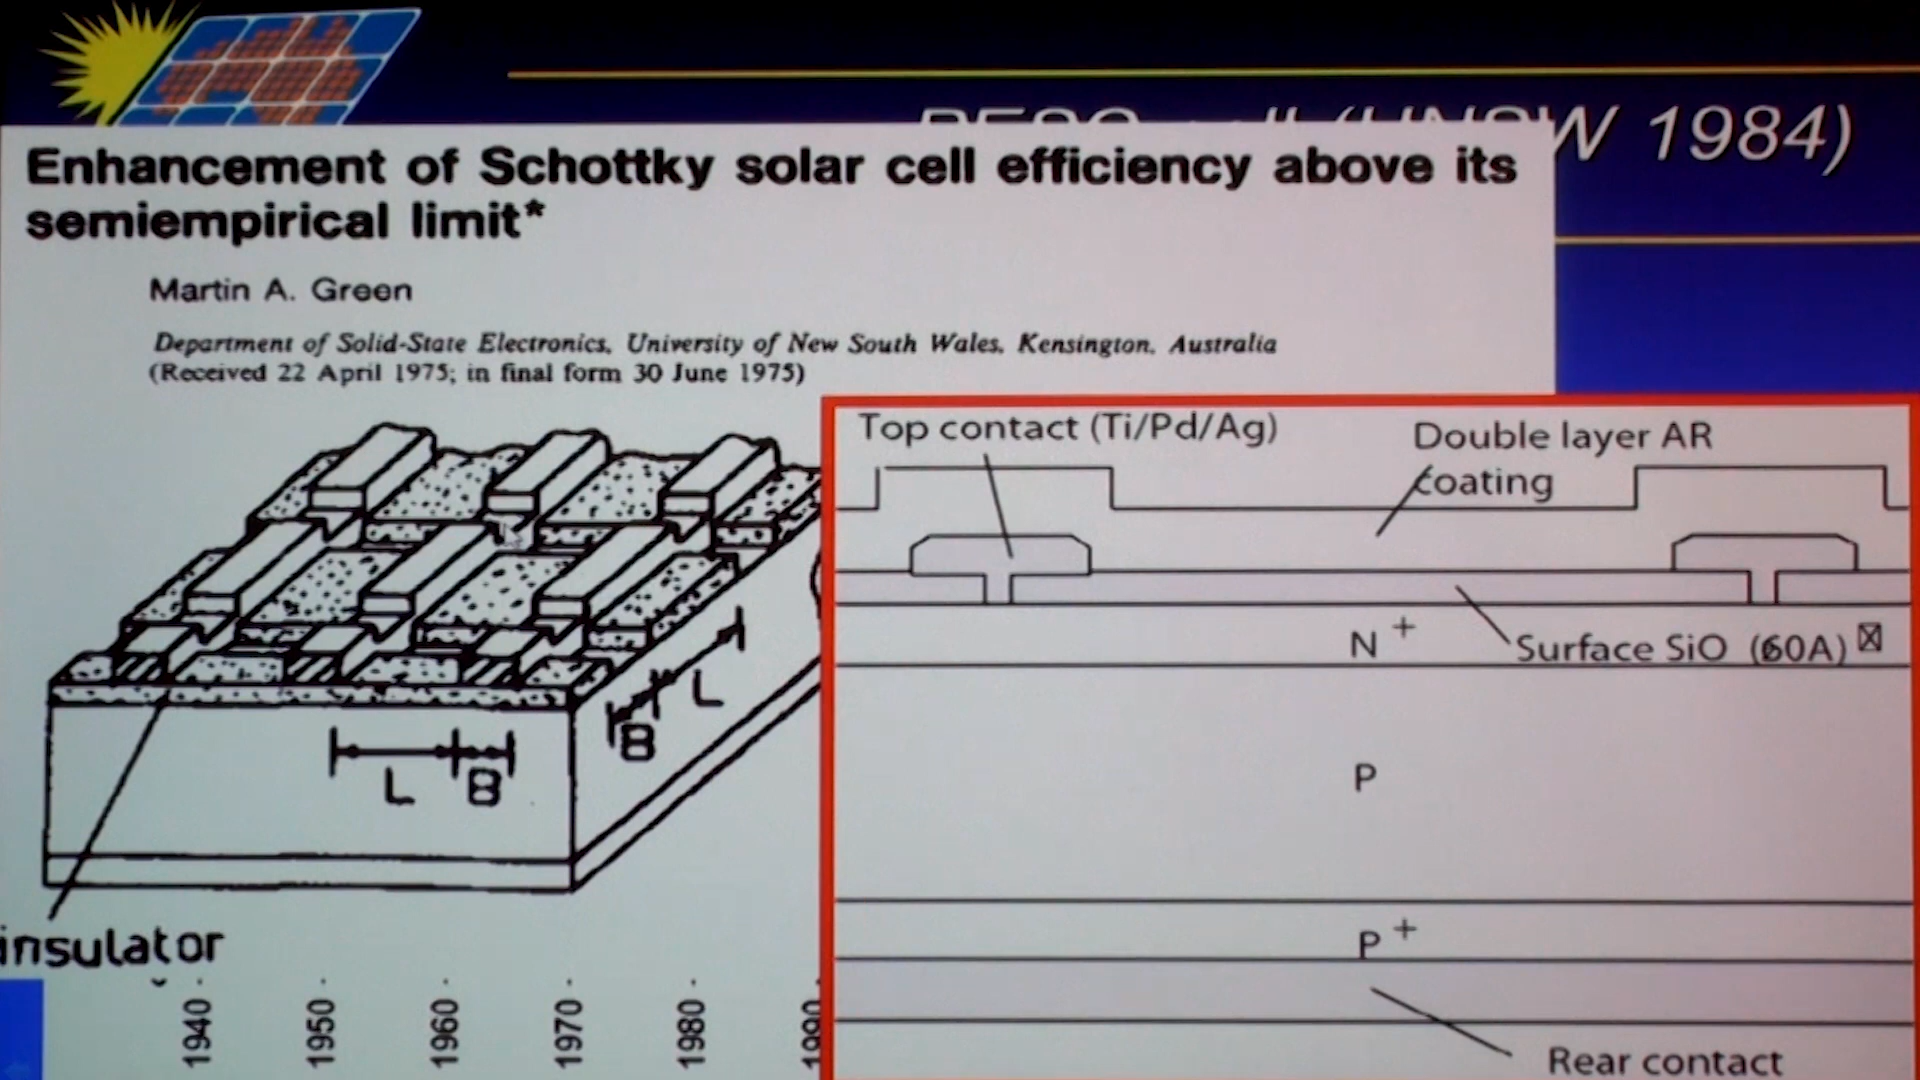 W 1984)
Enhancement of Schottky solar cell efficiency above its
semiempirical limit*
Martin A. Green
Department of Solid-State Electronics, University of New South Wales, Kensington, Australia
(Received 22 April 1975; in final form 30 June 1975)
L
B
L
B
insulator
1940
1950
1960
1970
1980
1990
Top contact (Ti/Pd/Ag)
Double layer AR
coating
N +
Surface SiO (60A)
P
P +
Rear contact